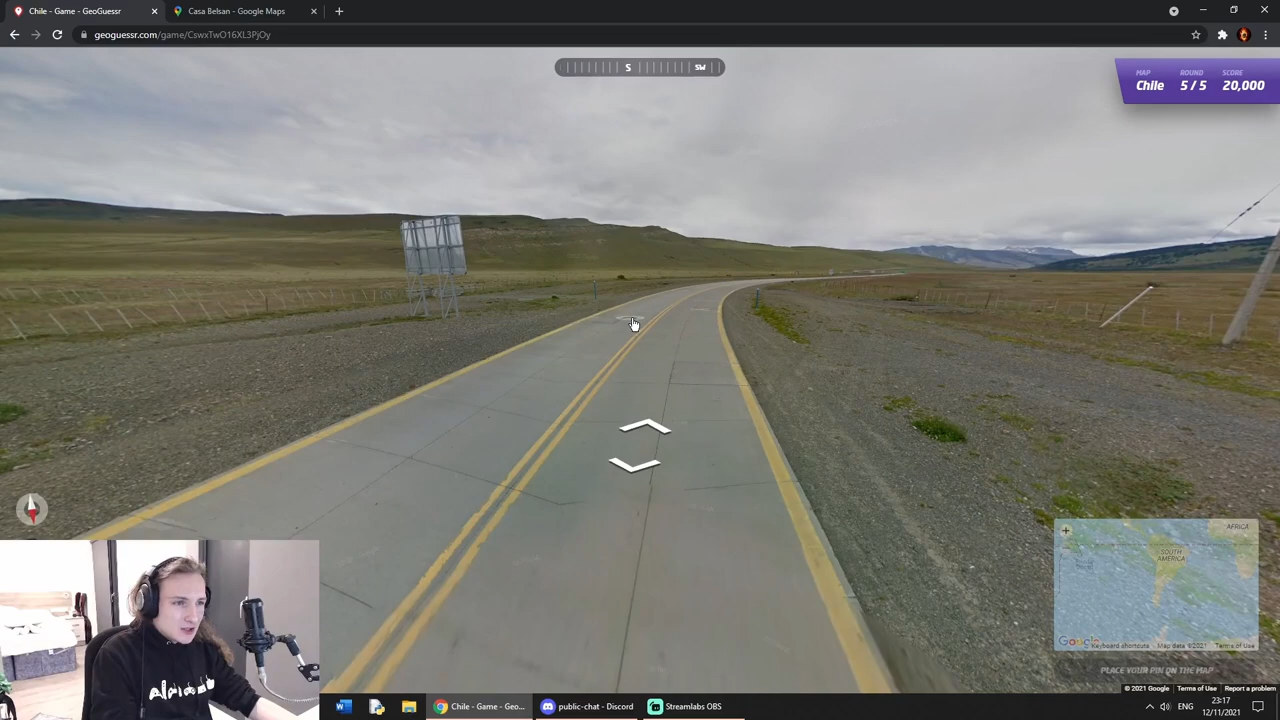 Chile - Game - GeoGuessr
Casa Belsan - Google Maps
geoguessr.com/game/CswxTwO16XL3PjOy
S
SW
MAP
ROUND
SCORE
Chile
5 / 5
20,000
AFRICA
SOUTH
AMERICA
Google
Keyboard shortcuts
Map data ©2021
Terms of Use
PLACE YOUR PIN ON THE MAP
© 2021 Google
Terms of Use
Report a problem
Chile - Game - Geo...
public-chat - Discord
Streamlabs OBS
ENG
23:17
12/11/2021